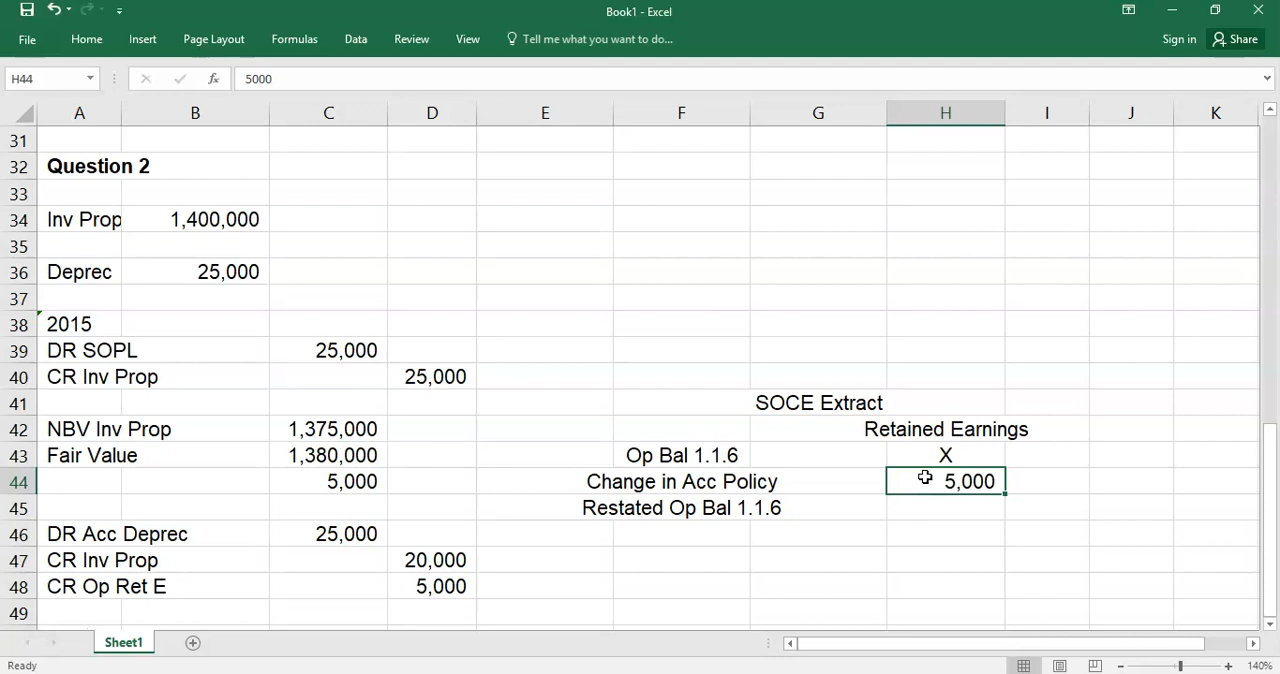 Book1 - Excel
File Home Insert Page Layout Formulas Data Review View Tell me what you want to do... Sign in Share
H44 fx 5000
A B C D E F G H I J K
31
32 Question 2
33
34 Inv Prop 1,400,000
35
36 Deprec 25,000
37
38 2015
39 DR SOPL 25,000
40 CR Inv Prop 25,000
41 SOCE Extract
42 NBV Inv Prop 1,375,000 Retained Earnings
43 Fair Value 1,380,000 Op Bal 1.1.6 X
44 5,000 Change in Acc Policy 5,000
45 Restated Op Bal 1.1.6
46 DR Acc Deprec 25,000
47 CR Inv Prop 20,000
48 CR Op Ret E 5,000
49
Sheet1
Ready 140%